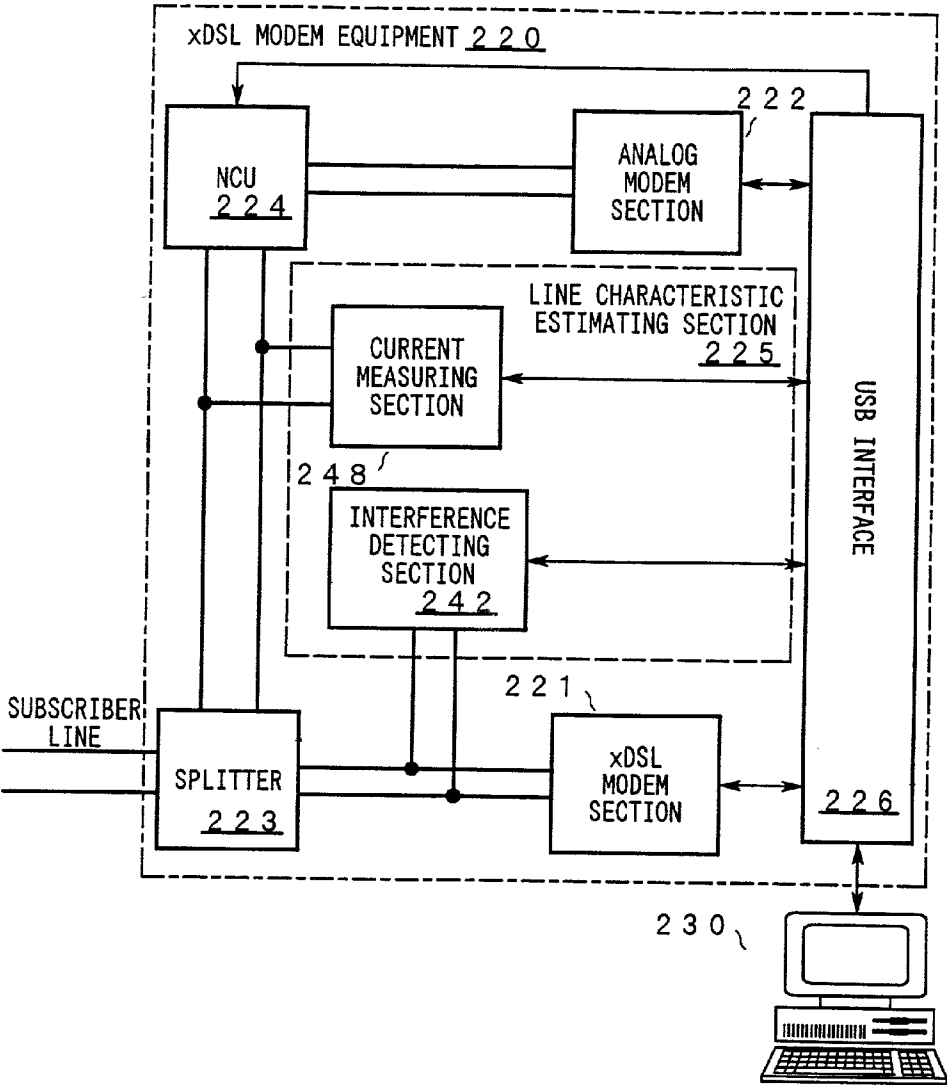 xDSL MODEM EQUIPMENT 220
222
NCU
224
ANALOG
MODEM
SECTION
LINE CHARACTERISTIC
ESTIMATING SECTION
225
CURRENT
MEASURING
SECTION
248
USB INTERFACE
226
INTERFERENCE
DETECTING
SECTION
242
221
SUBSCRIBER
LINE
SPLITTER
223
xDSL
MODEM
SECTION
230